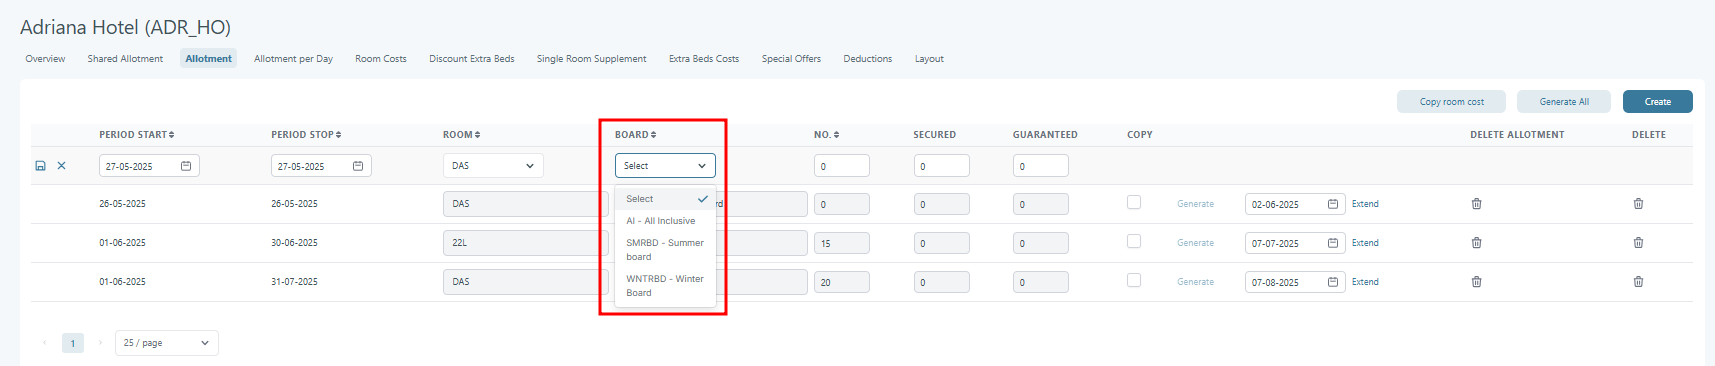 Adriana Hotel (ADR_HO)
Overview Shared Allotment Allotment Allotment per Day Room Costs Discount Extra Beds Single Room Supplement Extra Beds Costs Special Offers Deductions Layout
Copy room cost Generate All Create
PERIOD START PERIOD STOP ROOM BOARD NO. SECURED GUARANTEED COPY DELETE ALLOTMENT DELETE
27-05-2025 27-05-2025 DAS Select 0 0 0
Select
AI - All Inclusive
SMRBD - Summer
board
WNTRBD - Winter
Board
26-05-2025 26-05-2025 DAS 0 0 0 Generate 02-06-2025 Extend
01-06-2025 30-06-2025 22L 15 0 0 Generate 07-07-2025 Extend
01-06-2025 31-07-2025 DAS 20 0 0 Generate 07-08-2025 Extend
1 25 / page